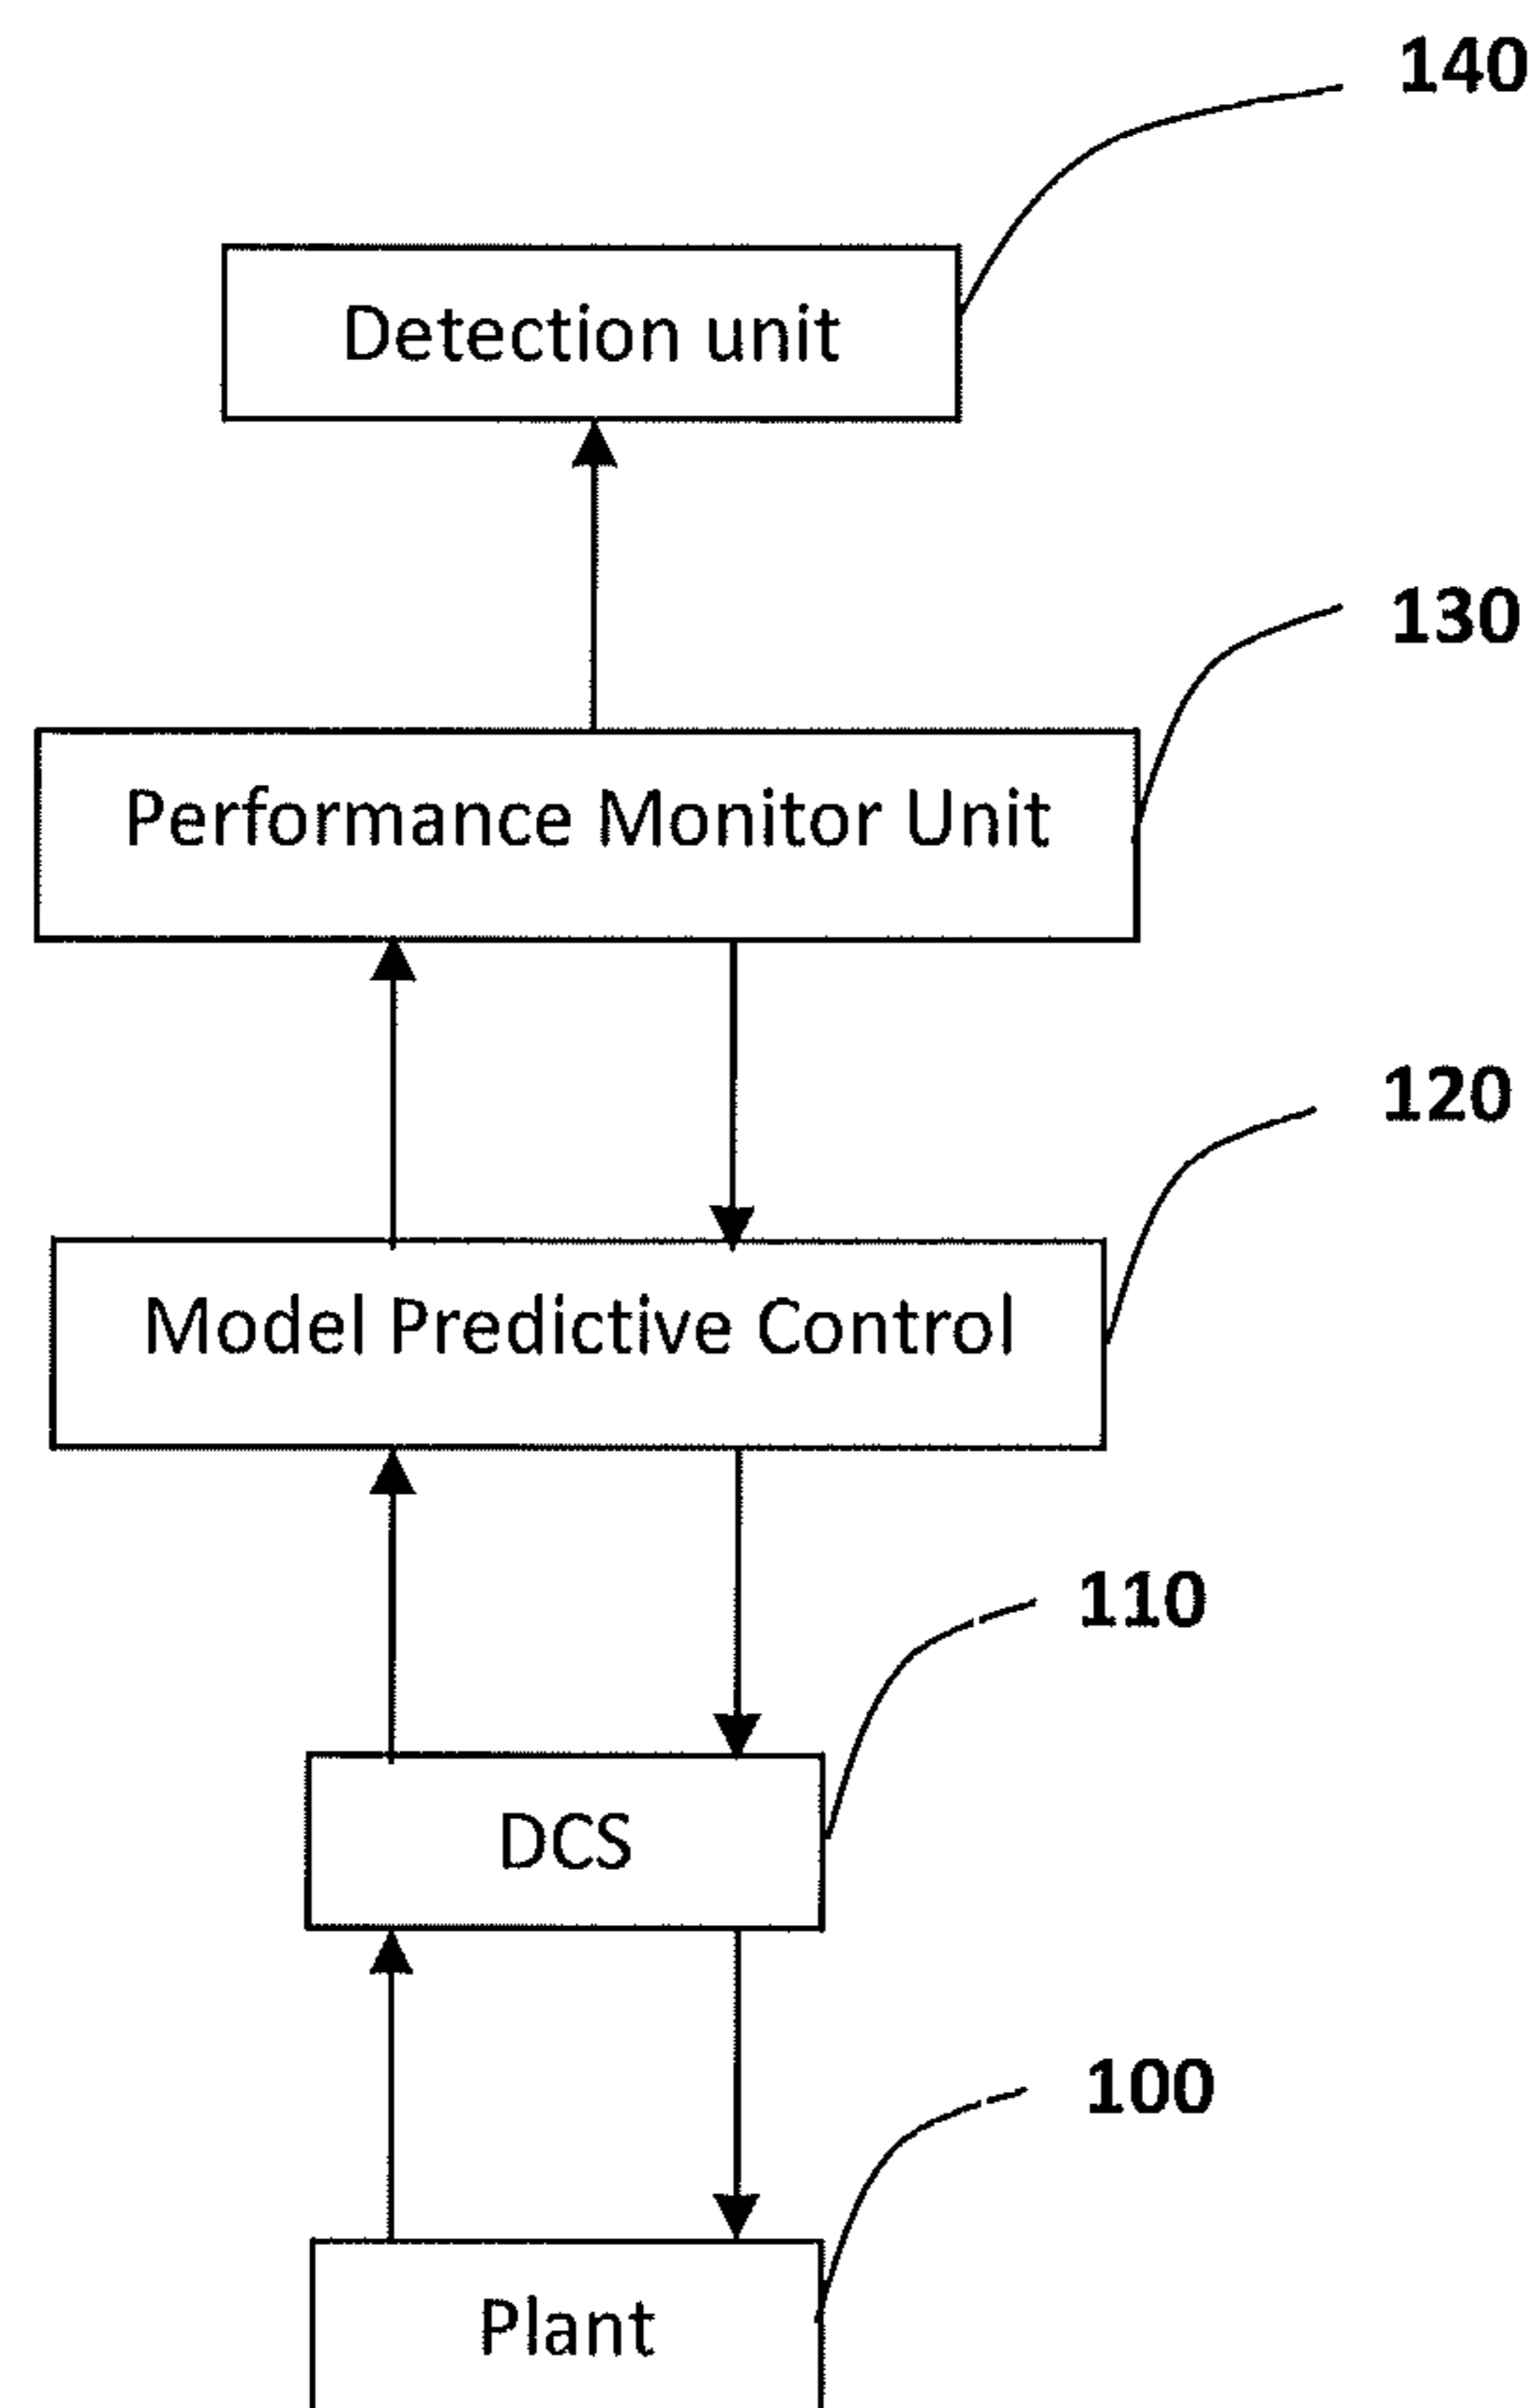 140
Detection unit
130
Performance Monitor Unit
120
Model Predictive Control
110
DCS
100
Plant